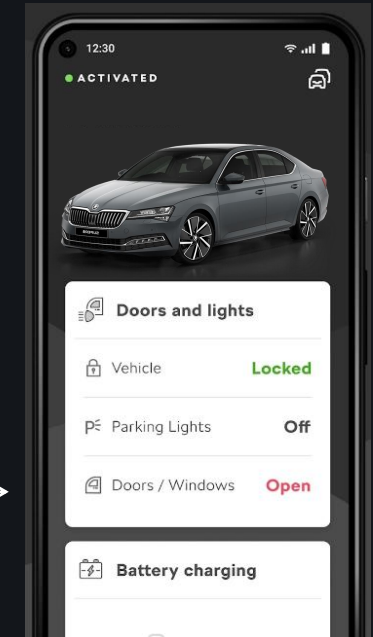 12:30
ACTIVATED
Doors and lights
Vehicle Locked
P Parking Lights Off
Doors / Windows Open
Battery charging